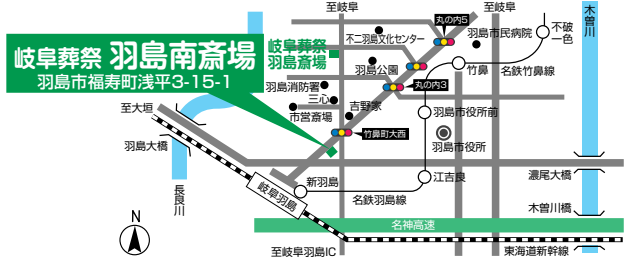 至岐阜
丸の内5
至岐阜
木曽川
不二羽島文化センター
羽島市民病院
不破
一色
岐阜葬祭 羽島南斎場
羽島市福寿町浅平3-15-1
岐阜葬祭
羽島斎場
羽島公園
竹鼻
名鉄竹鼻線
羽島消防署
丸の内3
三心
吉野家
至大垣
市営斎場
羽島市役所前
竹鼻町大西
羽島市役所
羽島大橋
長良川
岐阜羽島
新羽島
江吉良
濃尾大橋
名鉄羽島線
木曽川橋
N
名神高速
至岐阜羽島IC
東海道新幹線